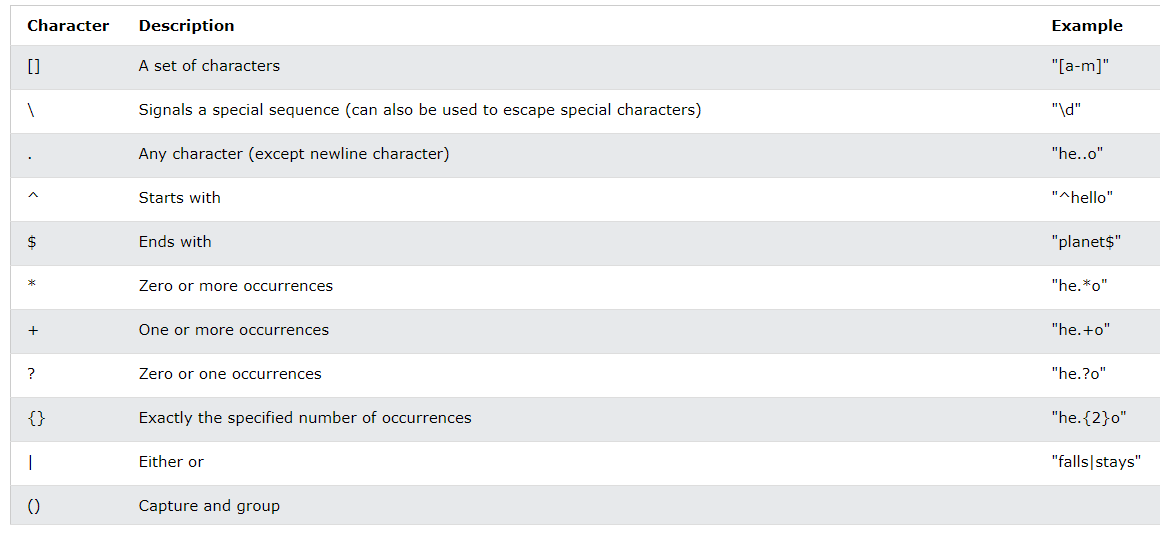 Character Description Example
[] A set of characters "[a-m]"
\ Signals a special sequence (can also be used to escape special characters) "\d"
. Any character (except newline character) "he..o"
^ Starts with "^hello"
$ Ends with "planet$"
* Zero or more occurrences "he.*o"
+ One or more occurrences "he.+o"
? Zero or one occurrences "he.?o"
{} Exactly the specified number of occurrences "he.{2}o"
| Either or "falls|stays"
() Capture and group